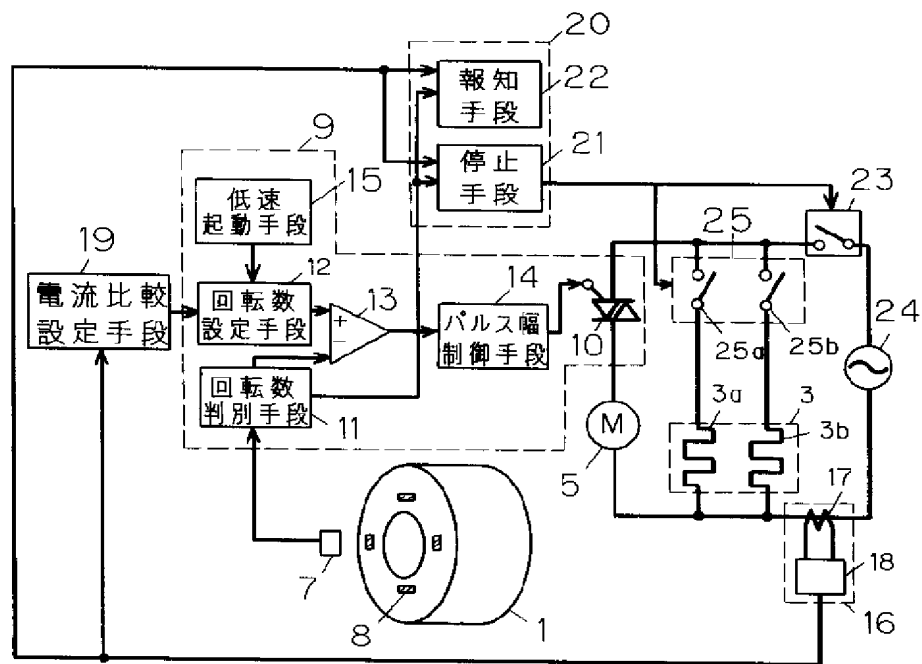 20
報知
手段
22
9
停止
手段
21
15
低速
起動手段
23
25
19
電流比較
設定手段
12
回転数
設定手段
13
+
−
14
パルス幅
制御手段
10
25a
25b
24
回転数
判別手段
11
3a
3
3b
M
5
17
7
8
1
18
16